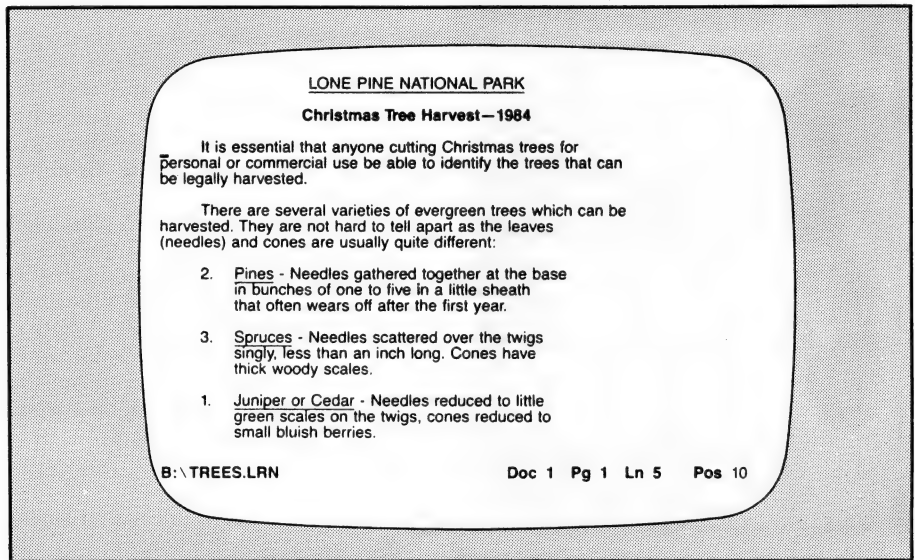 LONE PINE NATIONAL PARK
Christmas Tree Harvest—1984
It is essential that anyone cutting Christmas trees for
personal or commercial use be able to identify the trees that can
be legally harvested.
There are several varieties of evergreen trees which can be
harvested. They are not hard to tell apart as the leaves
(needles) and cones are usually quite different:
2. Pines - Needles gathered together at the base
in bunches of one to five in a little sheath
that often wears off after the first year.
3. Spruces - Needles scattered over the twigs
singly, less than an inch long. Cones have
thick woody scales.
1. Juniper or Cedar - Needles reduced to little
green scales on the twigs, cones reduced to
small bluish berries.
B:\TREES.LRN Doc 1 Pg 1 Ln 5 Pos 10